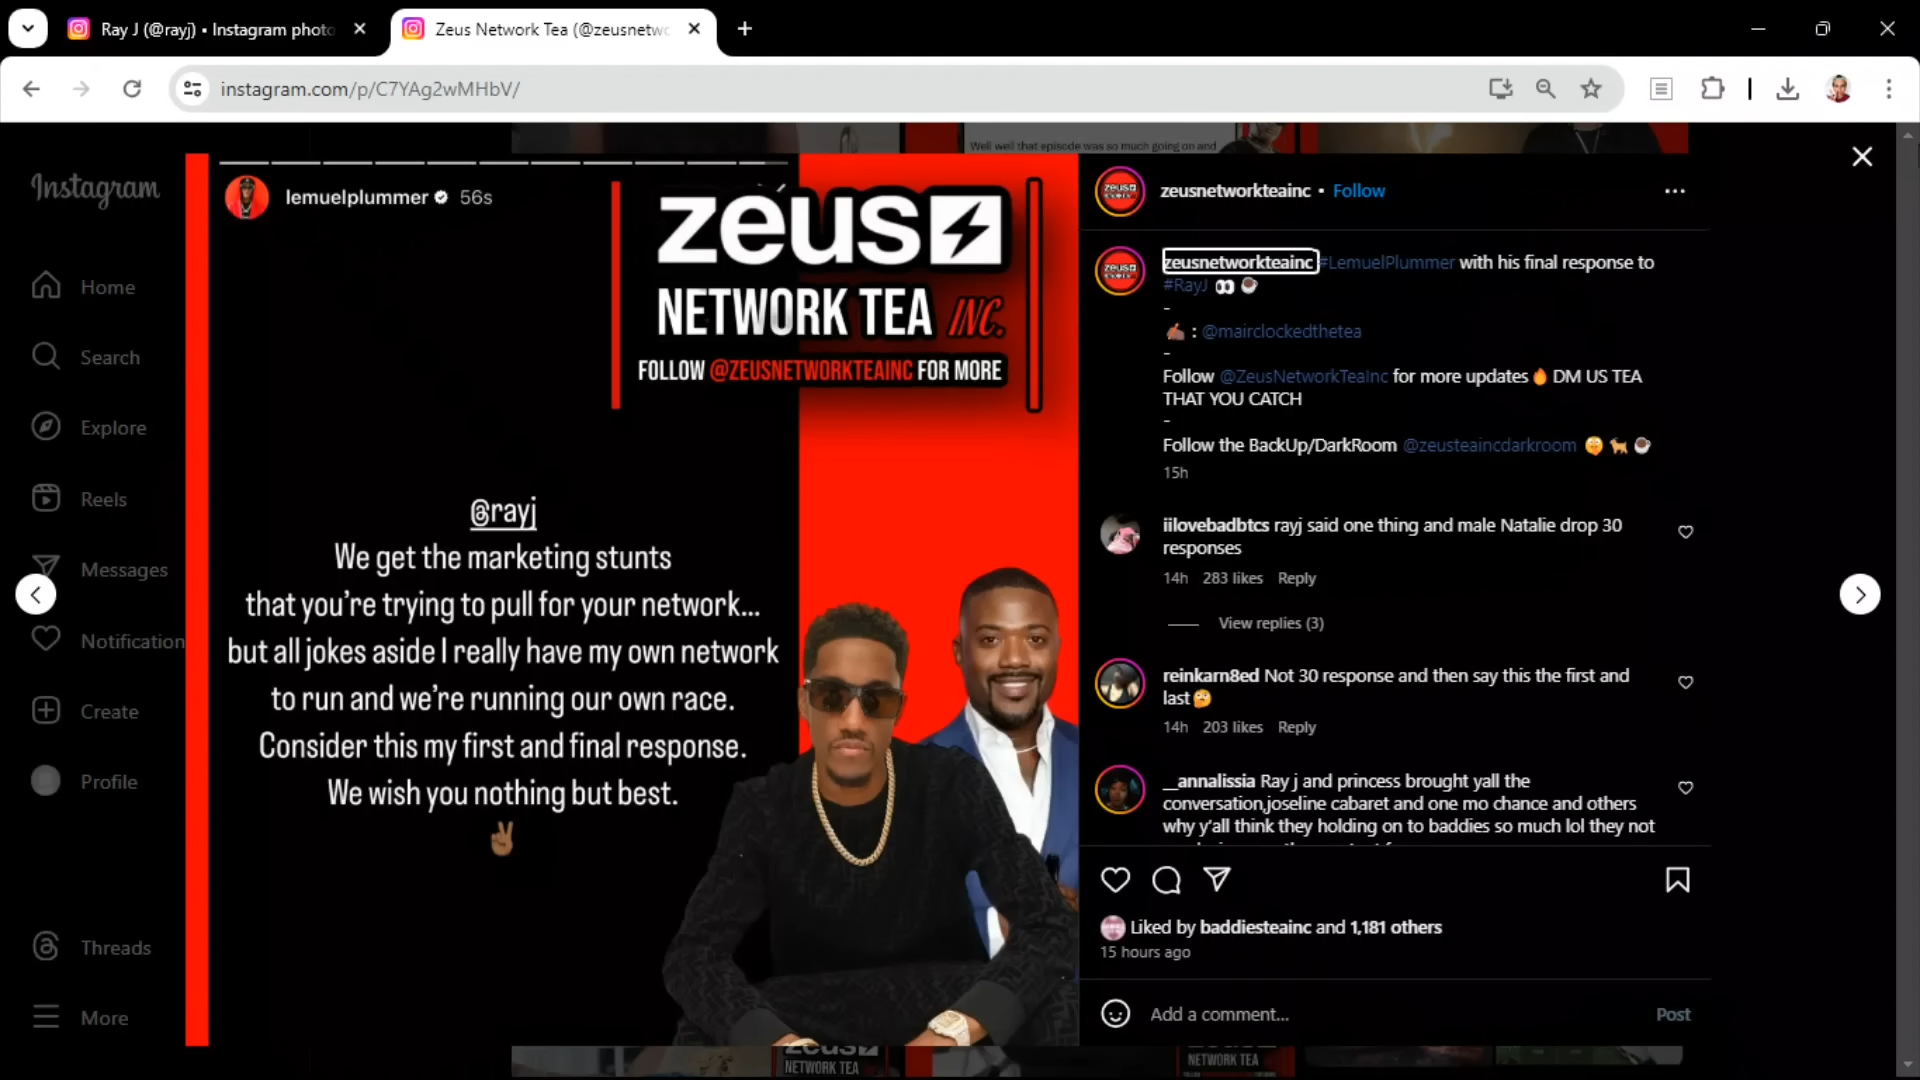 Ray J (@rayj) • Instagram photo
Zeus Network Tea (@zeusnetwo
instagram.com/p/C7YAg2wMHbV/
Well well that episode was so much going on and
Instagram
Home
Search
Explore
Reels
Messages
Notification
Create
Profile
Threads
More
lemuelplummer 56s
zeus
NETWORK TEA INC.
FOLLOW @ZEUSNETWORKTEAINC FOR MORE
@rayj
We get the marketing stunts
that you're trying to pull for your network...
but all jokes aside I really have my own network
to run and we're running our own race.
Consider this my first and final response.
We wish you nothing but best.
✌🏾
zeusnetworkteainc • Follow
zeusnetworkteainc #LemuelPlummer with his final response to
#RayJ 👀 ☕
-
✍🏾 : @mairclockedthetea
-
Follow @ZeusNetworkTeaInc for more updates🔥 DM US TEA
THAT YOU CATCH
-
Follow the BackUp/DarkRoom @zeusteaincdarkroom 🤭 🐈 ☕
15h
iilovebadbtcs rayj said one thing and male Natalie drop 30
responses
14h 283 likes Reply
View replies (3)
reinkarn8ed Not 30 response and then say this the first and
last🤔
14h 203 likes Reply
__annalissia Ray j and princess brought yall the
conversation,joseline cabaret and one mo chance and others
why y'all think they holding on to baddies so much lol they not
Liked by baddiesteainc and 1,181 others
15 hours ago
Add a comment...
Post
zeus
NETWORK TEA
zeus
NETWORK TEA